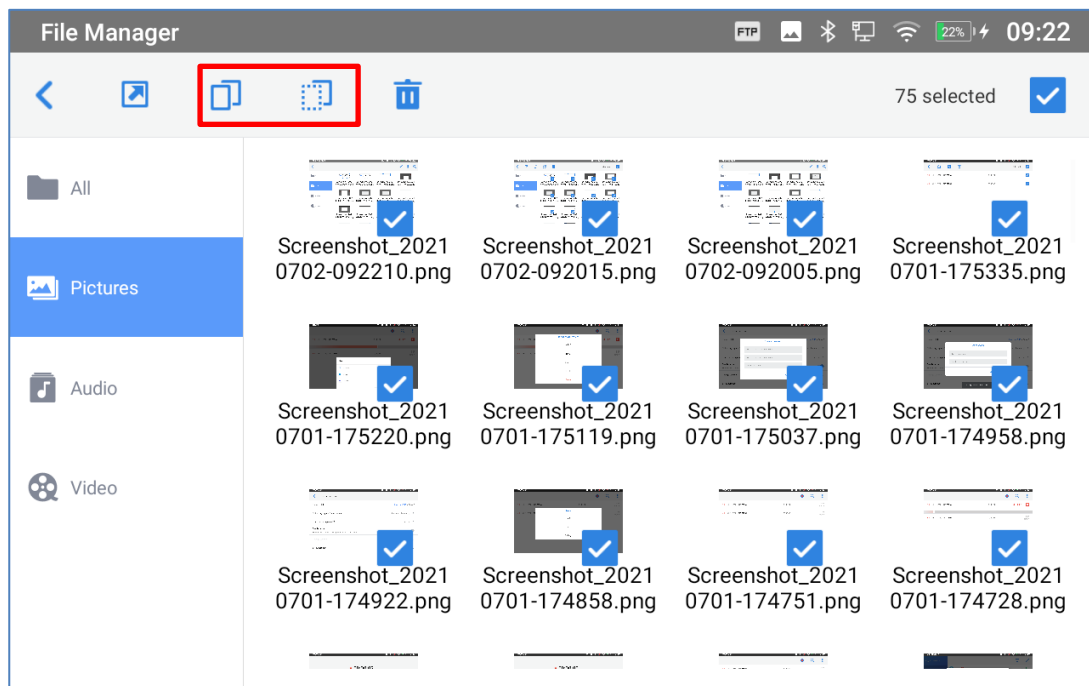 File Manager
FTP
22%
09:22
75 selected
All
Pictures
Audio
Video
Screenshot_2021
0702-092210.png
Screenshot_2021
0702-092015.png
Screenshot_2021
0702-092005.png
Screenshot_2021
0701-175335.png
Screenshot_2021
0701-175220.png
Screenshot_2021
0701-175119.png
Screenshot_2021
0701-175037.png
Screenshot_2021
0701-174958.png
Screenshot_2021
0701-174922.png
Screenshot_2021
0701-174858.png
Screenshot_2021
0701-174751.png
Screenshot_2021
0701-174728.png